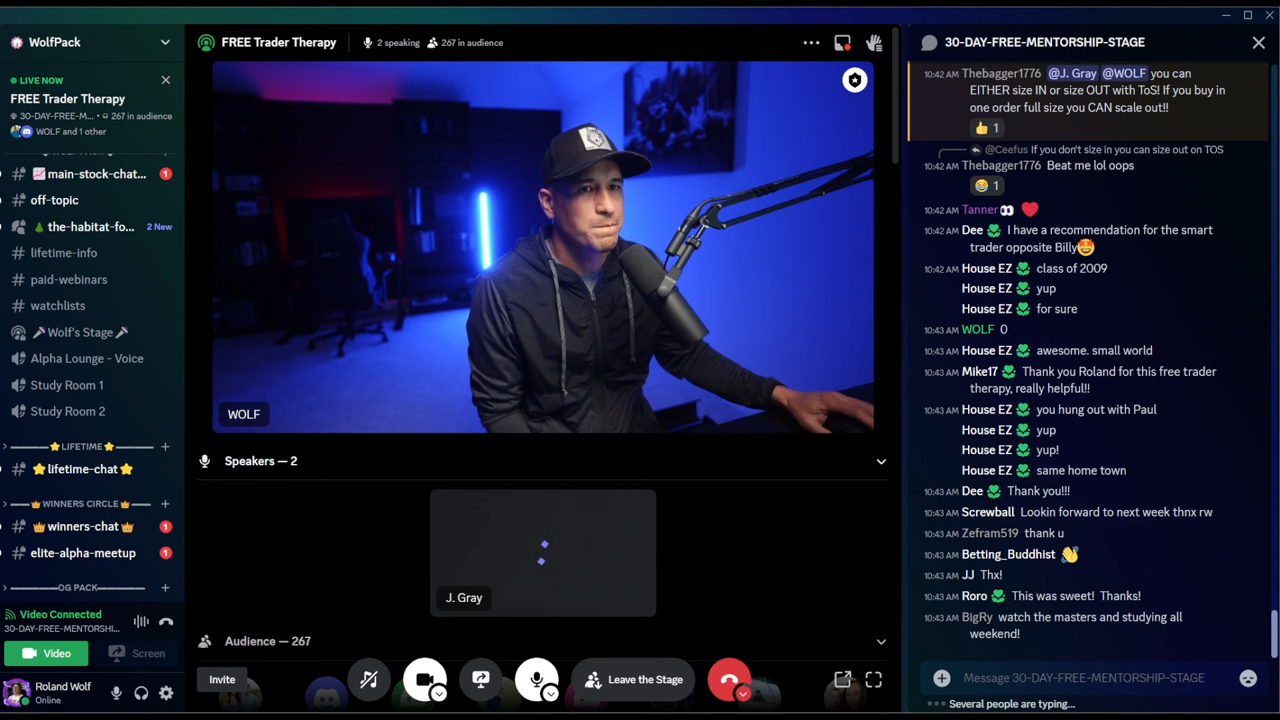 WolfPack
LIVE NOW
FREE Trader Therapy
30-DAY-FREE-M... • 267 in audience
WOLF and 1 other
main-stock-chat...
1
off-topic
the-habitat-fo...
2 New
lifetime-info
paid-webinars
watchlists
Wolf's Stage
Alpha Lounge - Voice
Study Room 1
Study Room 2
LIFETIME
lifetime-chat
WINNERS CIRCLE
winners-chat
1
elite-alpha-meetup
1
OG PACK
Video Connected
30-DAY-FREE-MENTORSHI...
Video
Screen
Roland Wolf
Online
FREE Trader Therapy
2 speaking
267 in audience
WOLF
Speakers — 2
J. Gray
Audience — 267
Invite
Leave the Stage
30-DAY-FREE-MENTORSHIP-STAGE
10:42 AM Thebagger1776 @J. Gray @WOLF you can
EITHER size IN or size OUT with ToS! If you buy in
one order full size you CAN scale out!!
1
@Ceefus If you don't size in you can size out on TOS
10:42 AM Thebagger1776 Beat me lol oops
1
10:42 AM Tanner
10:42 AM Dee I have a recommendation for the smart
trader opposite Billy
10:42 AM House EZ class of 2009
House EZ yup
House EZ for sure
10:43 AM WOLF 0
10:43 AM House EZ awesome. small world
10:43 AM Mike17 Thank you Roland for this free trader
therapy, really helpful!!
10:43 AM House EZ you hung out with Paul
House EZ yup
House EZ yup!
House EZ same home town
10:43 AM Dee Thank you!!!
10:43 AM Screwball Lookin forward to next week thnx rw
10:43 AM Zefram519 thank u
10:43 AM Betting_Buddhist
10:43 AM JJ Thx!
10:43 AM Roro This was sweet! Thanks!
10:43 AM BIgRy watch the masters and studying all
weekend!
Message 30-DAY-FREE-MENTORSHIP-STAGE
Several people are typing...